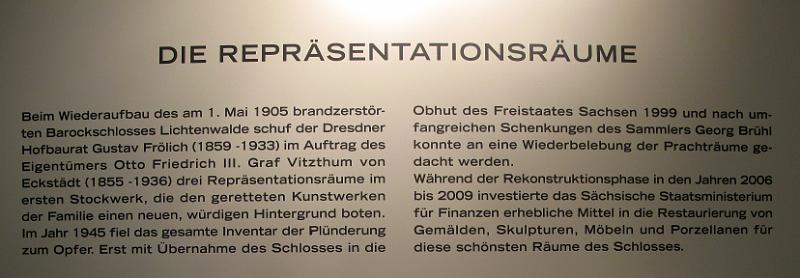 DIE REPRÄSENTATIONSRÄUME
Beim Wiederaufbau des am 1. Mai 1905 brandzerstör-
ten Barockschlosses Lichtenwalde schuf der Dresdner
Hofbaurat Gustav Frölich (1859 -1933) im Auftrag des
Eigentümers Otto Friedrich III. Graf Vitzthum von
Eckstädt (1855 -1936) drei Repräsentationsräume im
ersten Stockwerk, die den geretteten Kunstwerken
der Familie einen neuen, würdigen Hintergrund boten.
Im Jahr 1945 fiel das gesamte Inventar der Plünderung
zum Opfer. Erst mit Übernahme des Schlosses in die
Obhut des Freistaates Sachsen 1999 und nach um-
fangreichen Schenkungen des Sammlers Georg Brühl
konnte an eine Wiederbelebung der Prachträume ge-
dacht werden.
Während der Rekonstruktionsphase in den Jahren 2006
bis 2009 investierte das Sächsische Staatsministerium
für Finanzen erhebliche Mittel in die Restaurierung von
Gemälden, Skulpturen, Möbeln und Porzellanen für
diese schönsten Räume des Schlosses.